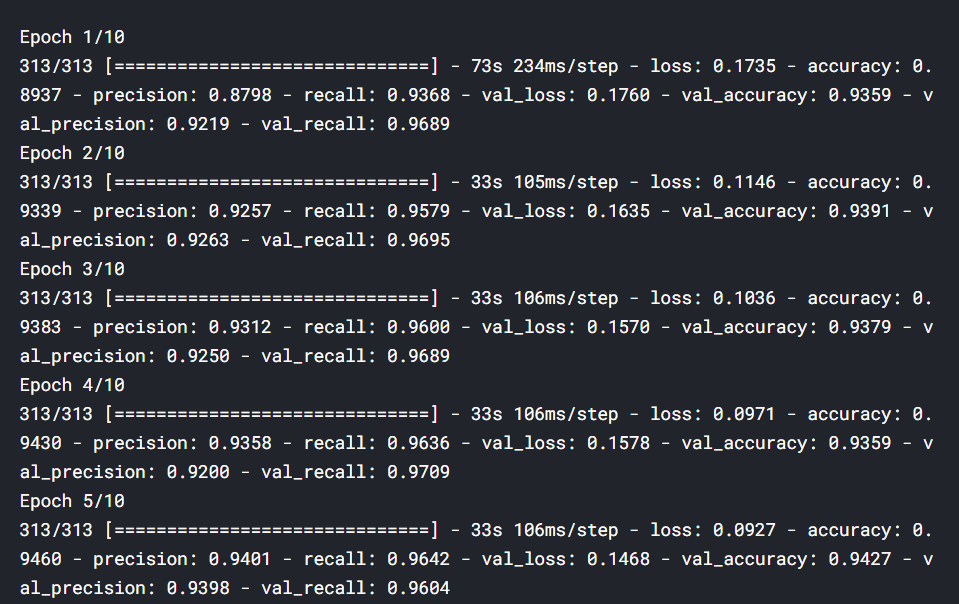 Epoch 1/10
313/313 [==============================] - 73s 234ms/step - loss: 0.1735 - accuracy: 0.
8937 - precision: 0.8798 - recall: 0.9368 - val_loss: 0.1760 - val_accuracy: 0.9359 - v
al_precision: 0.9219 - val_recall: 0.9689
Epoch 2/10
313/313 [==============================] - 33s 105ms/step - loss: 0.1146 - accuracy: 0.
9339 - precision: 0.9257 - recall: 0.9579 - val_loss: 0.1635 - val_accuracy: 0.9391 - v
al_precision: 0.9263 - val_recall: 0.9695
Epoch 3/10
313/313 [==============================] - 33s 106ms/step - loss: 0.1036 - accuracy: 0.
9383 - precision: 0.9312 - recall: 0.9600 - val_loss: 0.1570 - val_accuracy: 0.9379 - v
al_precision: 0.9250 - val_recall: 0.9689
Epoch 4/10
313/313 [==============================] - 33s 106ms/step - loss: 0.0971 - accuracy: 0.
9430 - precision: 0.9358 - recall: 0.9636 - val_loss: 0.1578 - val_accuracy: 0.9359 - v
al_precision: 0.9200 - val_recall: 0.9709
Epoch 5/10
313/313 [==============================] - 33s 106ms/step - loss: 0.0927 - accuracy: 0.
9460 - precision: 0.9401 - recall: 0.9642 - val_loss: 0.1468 - val_accuracy: 0.9427 - v
al_precision: 0.9398 - val_recall: 0.9604